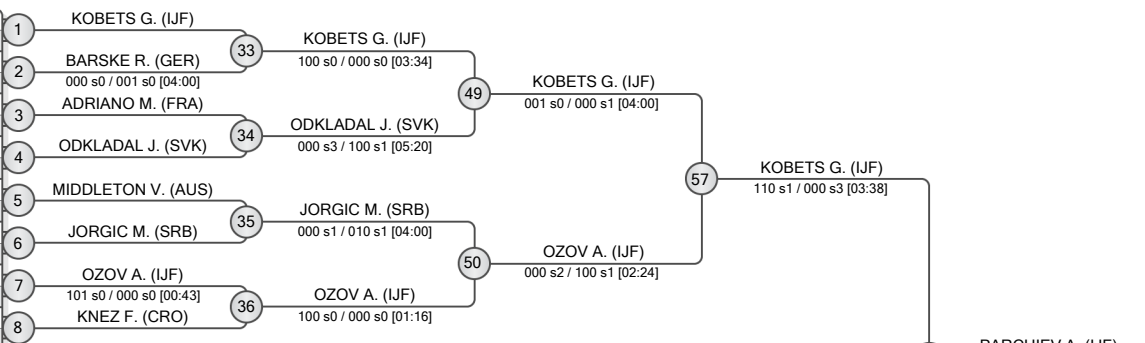 KOBETS G. (IJF)
1
33
KOBETS G. (IJF)
100 s0 / 000 s0 [03:34]
BARSKE R. (GER)
2
000 s0 / 001 s0 [04:00]
KOBETS G. (IJF)
49
001 s0 / 000 s1 [04:00]
ADRIANO M. (FRA)
3
34
ODKLADAL J. (SVK)
000 s3 / 100 s1 [05:20]
ODKLADAL J. (SVK)
4
57
KOBETS G. (IJF)
110 s1 / 000 s3 [03:38]
MIDDLETON V. (AUS)
5
35
JORGIC M. (SRB)
000 s1 / 010 s1 [04:00]
JORGIC M. (SRB)
6
50
OZOV A. (IJF)
000 s2 / 100 s1 [02:24]
OZOV A. (IJF)
7
101 s0 / 000 s0 [00:43]
36
OZOV A. (IJF)
100 s0 / 000 s0 [01:16]
KNEZ F. (CRO)
8